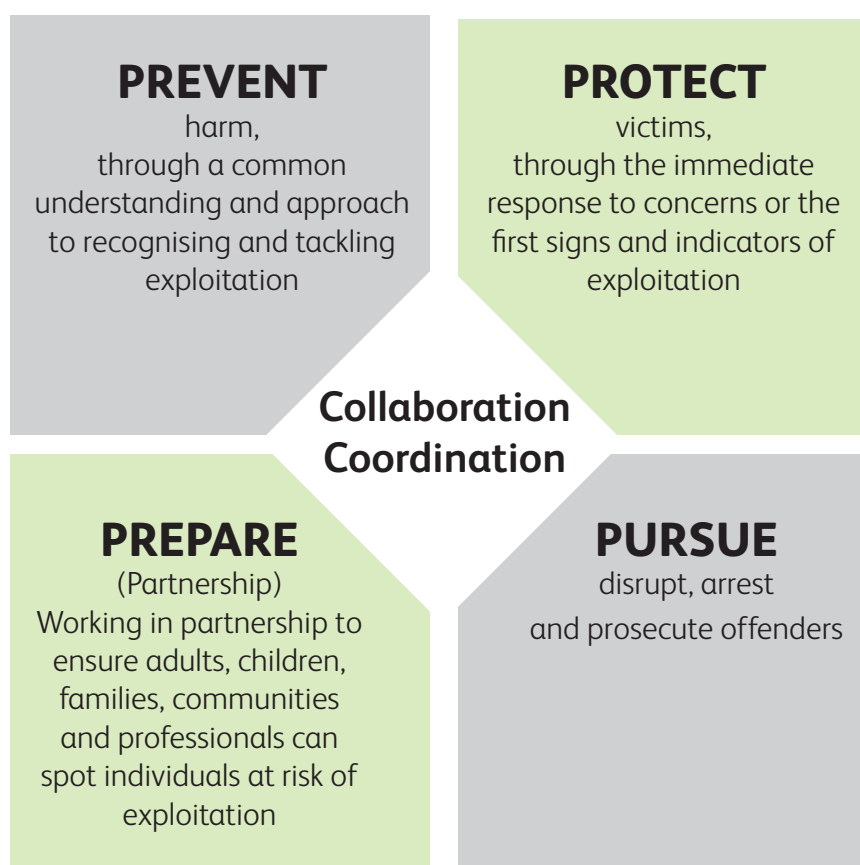 PREVENT
harm,
through a common
understanding and approach
to recognising and tackling
exploitation
PROTECT
victims,
through the immediate
response to concerns or the
first signs and indicators of
exploitation
Collaboration
Coordination
PREPARE
(Partnership)
Working in partnership to
ensure adults, children,
families, communities
and professionals can
spot individuals at risk of
exploitation
PURSUE
disrupt, arrest
and prosecute offenders